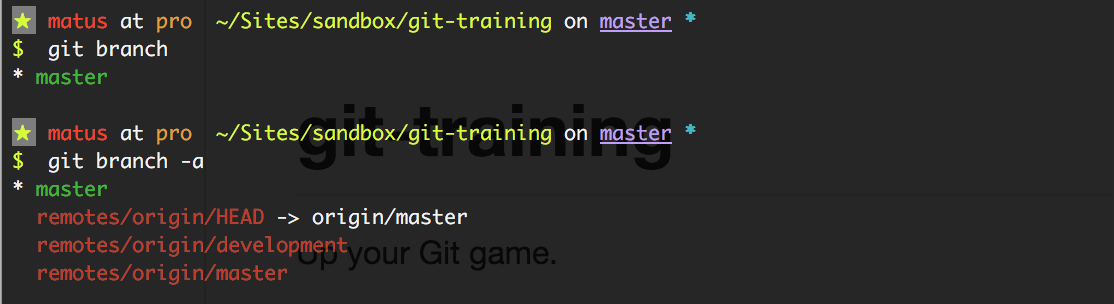 ★ matus at pro ~/Sites/sandbox/git-training on master *
$ git branch
* master
git training
★ matus at pro ~/Sites/sandbox/git-training on master *
$ git branch -a
* master
remotes/origin/HEAD -> origin/master
remotes/origin/development
Up your Git game.
remotes/origin/master